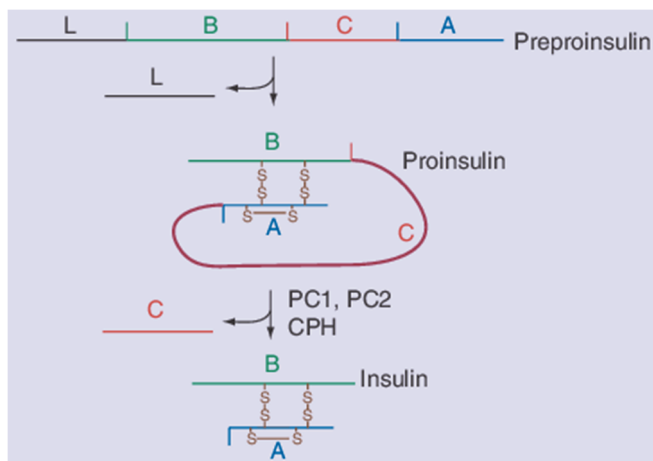 L B C A Preproinsulin
L
B
Proinsulin
S S
S S
S S
A
C
C PC1, PC2
CPH
B
Insulin
S S
S S
S S
A